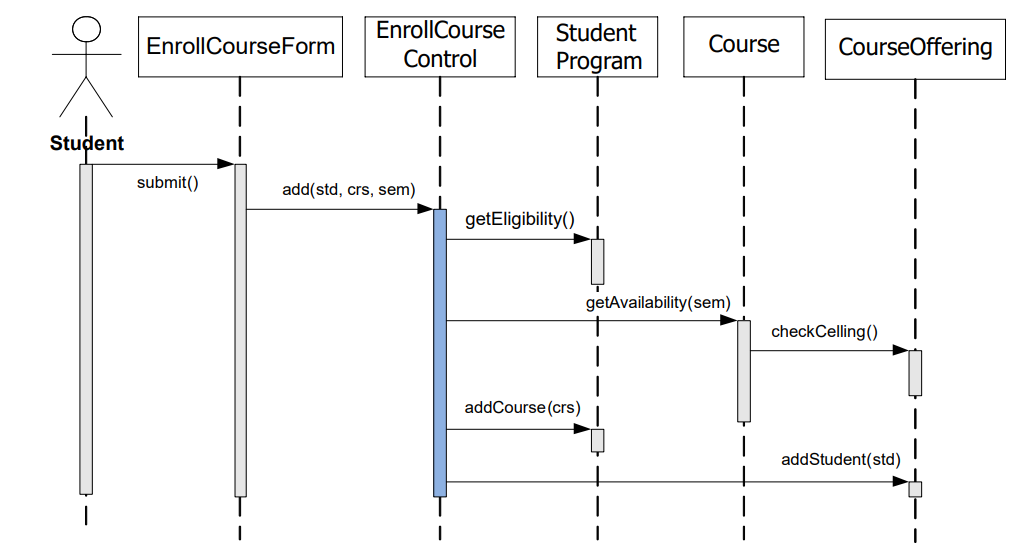 EnrollCourseForm
EnrollCourse
Control
Student
Program
Course
CourseOffering
Student
submit()
add(std, crs, sem)
getEligibility()
getAvailability(sem)
checkCelling()
addCourse(crs)
addStudent(std)